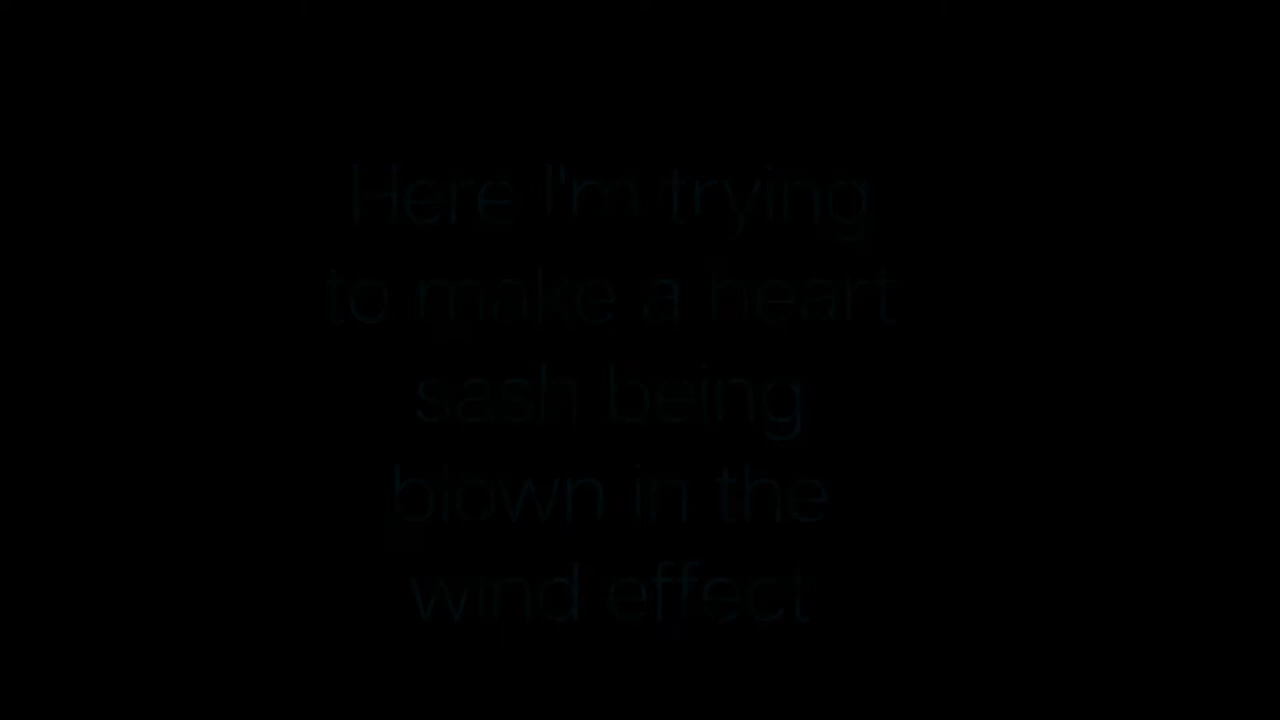 Here I'm trying
to make a heart
sash being
blown in the
wind effect